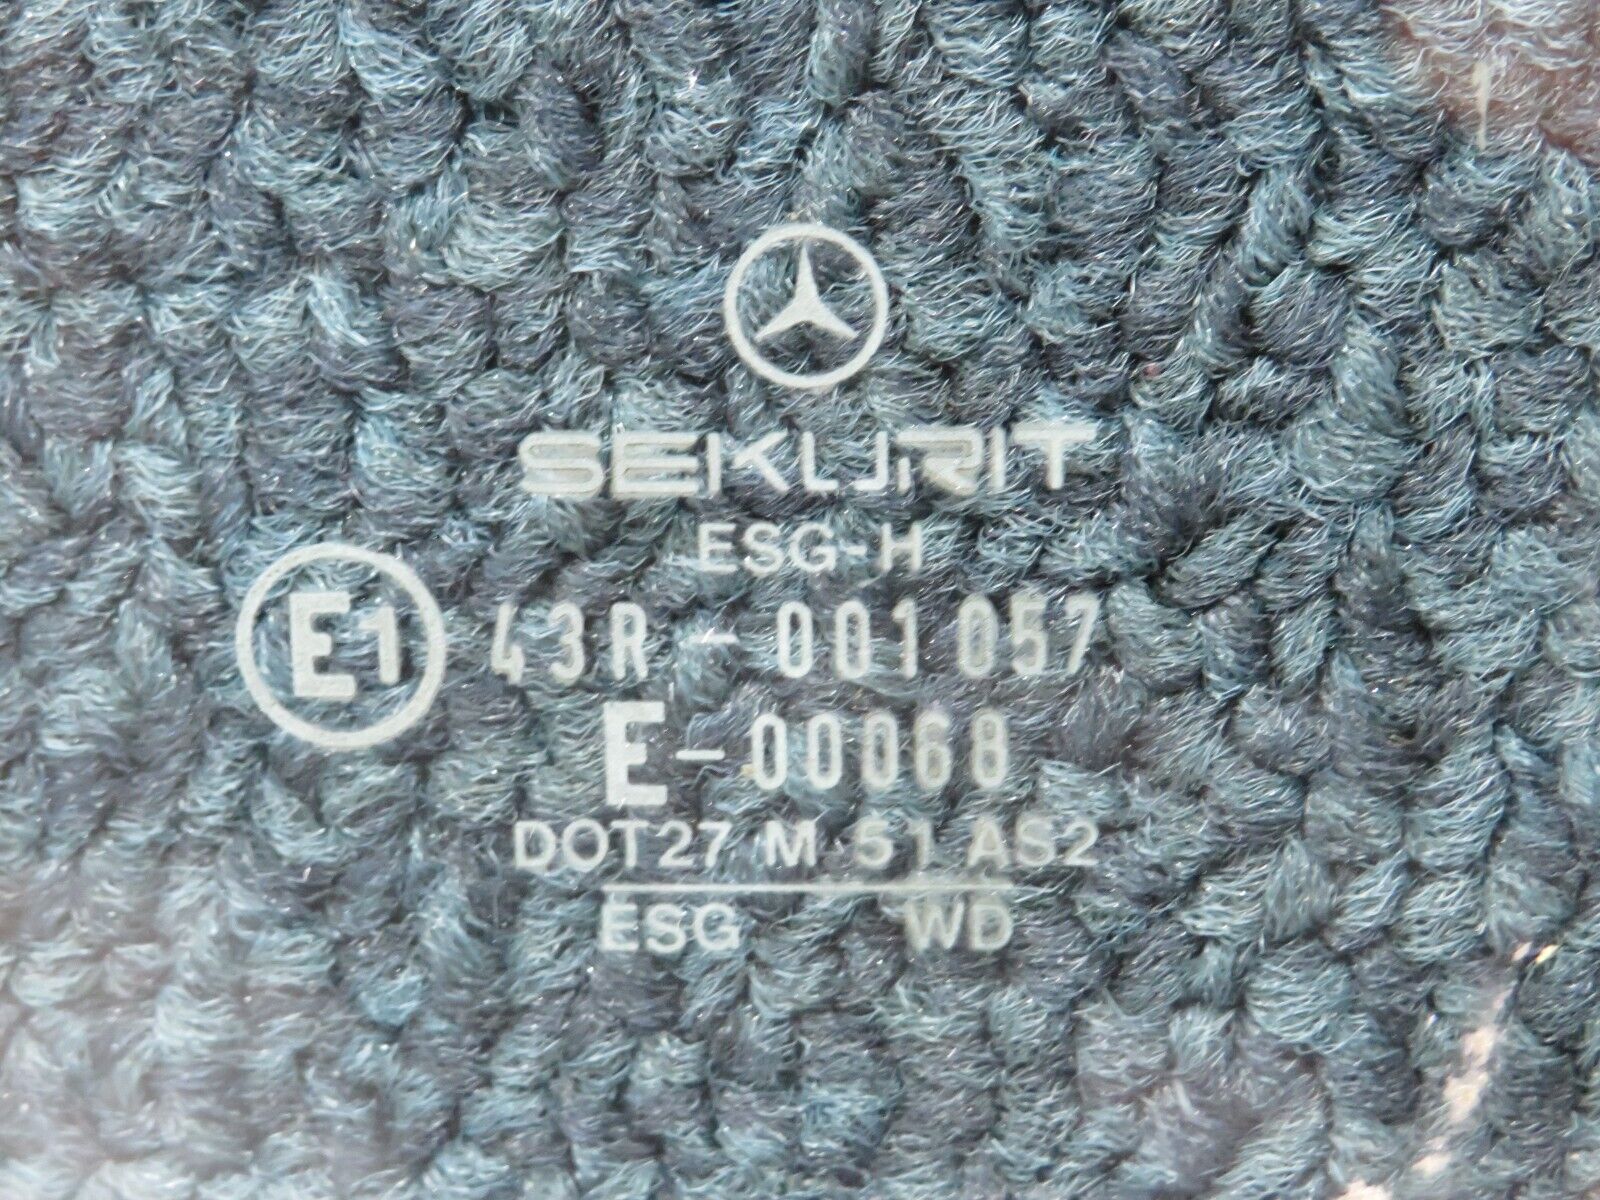 SEKURIT
ESG-H
E1 43R-001057
E-00068
DOT27 M 51 AS2
ESG WD